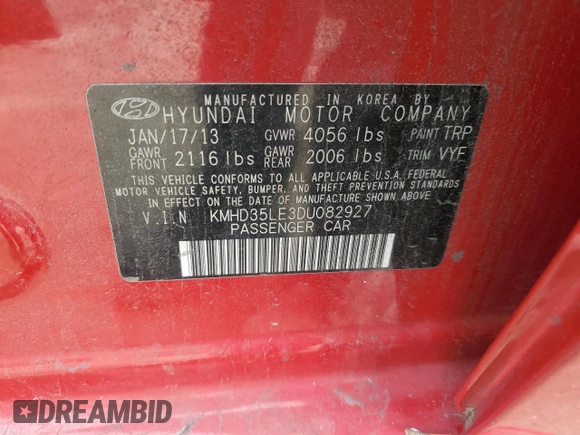 MANUFACTURED IN KOREA BY
HYUNDAI MOTOR COMPANY
JAN/17/13 GVWR 4056 lbs PAINT TRP
GAWR FRONT 2116 lbs GAWR REAR 2006 lbs TRIM VYF
THIS VEHICLE CONFORMS TO ALL APPLICABLE U.S.A. FEDERAL
MOTOR VEHICLE SAFETY, BUMPER, AND THEFT PREVENTION STANDARDS
IN EFFECT ON THE DATE OF MANUFACTURE SHOWN ABOVE
V.I.N KMHD35LE3DU082927
PASSENGER CAR
DREAMBID